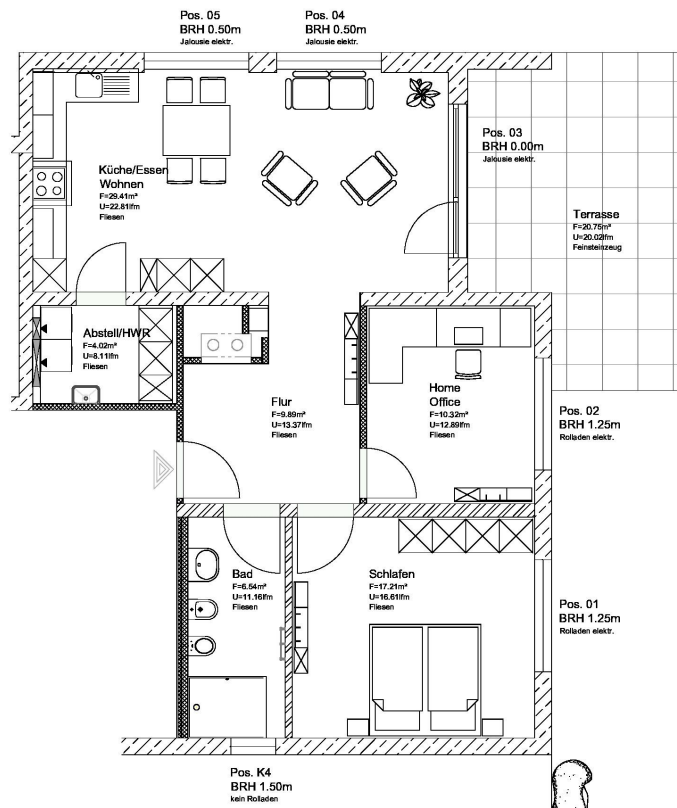 Pos. 05
BRH 0.50m
Jalousie elektr.
Pos. 04
BRH 0.50m
Jalousie elektr.
Pos. 03
BRH 0.00m
Jalousie elektr.
Küche/Essen
Wohnen
F=29.41m²
U=22.81lfm
Fliesen
Terrasse
F=20.75m²
U=20.02lfm
Feinsteinzeug
Abstell/HWR
F=4.02m²
U=8.11lfm
Fliesen
Flur
F=9.89m²
U=13.37lfm
Fliesen
Home
Office
F=10.32m²
U=12.89lfm
Fliesen
Pos. 02
BRH 1.25m
Rolladen elektr.
Bad
F=6.54m²
U=11.16lfm
Fliesen
Schlafen
F=17.21m²
U=16.61lfm
Fliesen
Pos. 01
BRH 1.25m
Rolladen elektr.
Pos. K4
BRH 1.50m
kein Rolladen